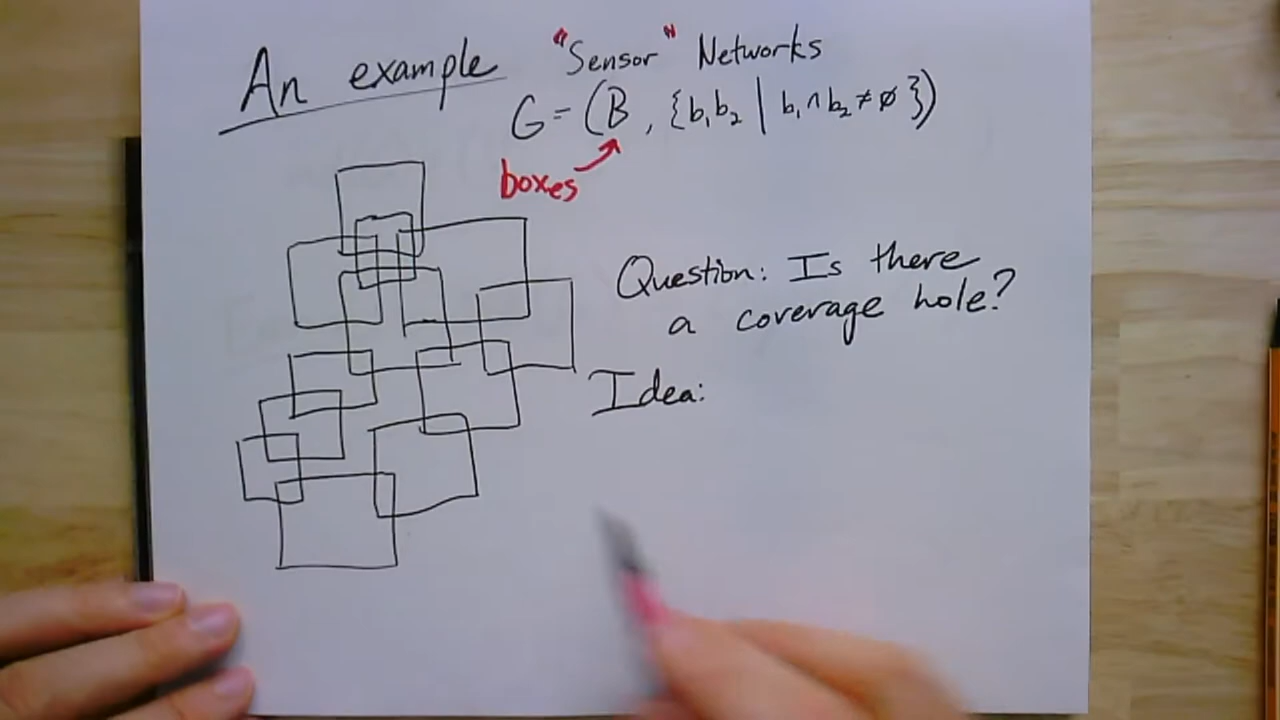 An example "Sensor" Networks
G = (B, {b₁b₂ | b₁ ∩ b₂ ≠ ∅})
boxes
Question: Is there
a coverage hole?
Idea: